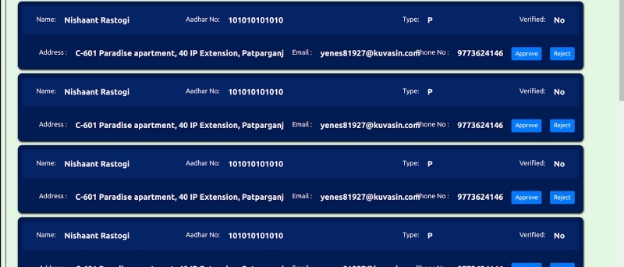 Name: Nishaant Rastogi Aadhar No: 101010101010 Type: P Verified: No
Address : C-601 Paradise apartment, 40 IP Extension, Patparganj Email : yenes81927@kuvasin.com Phone No : 9773624146 Approve Reject
Name: Nishaant Rastogi Aadhar No: 101010101010 Type: P Verified: No
Address : C-601 Paradise apartment, 40 IP Extension, Patparganj Email : yenes81927@kuvasin.com Phone No : 9773624146 Approve Reject
Name: Nishaant Rastogi Aadhar No: 101010101010 Type: P Verified: No
Address : C-601 Paradise apartment, 40 IP Extension, Patparganj Email : yenes81927@kuvasin.com Phone No : 9773624146 Approve Reject
Name: Nishaant Rastogi Aadhar No: 101010101010 Type: P Verified: No